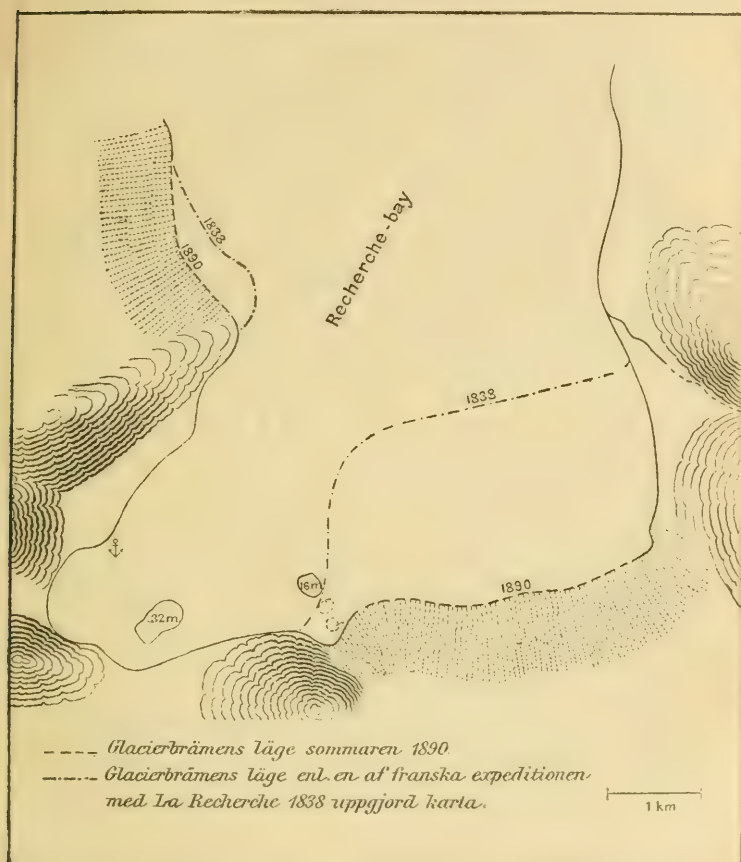 1838
1890
Recherche-bay
1838
16m.
32m.
1890
Glacierbrämens läge sommaren 1890.
Glacierbrämens läge enl. en af franska expeditionen
med La Recherche 1838 uppgjord karta.
1 km